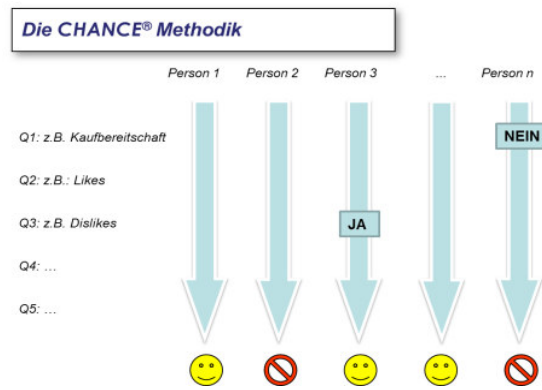 Die CHANCE® Methodik
Person 1 Person 2 Person 3 ... Person n
Q1: z.B. Kaufbereitschaft NEIN
Q2: z.B.: Likes
Q3: z.B. Dislikes JA
Q4: ...
Q5: ...